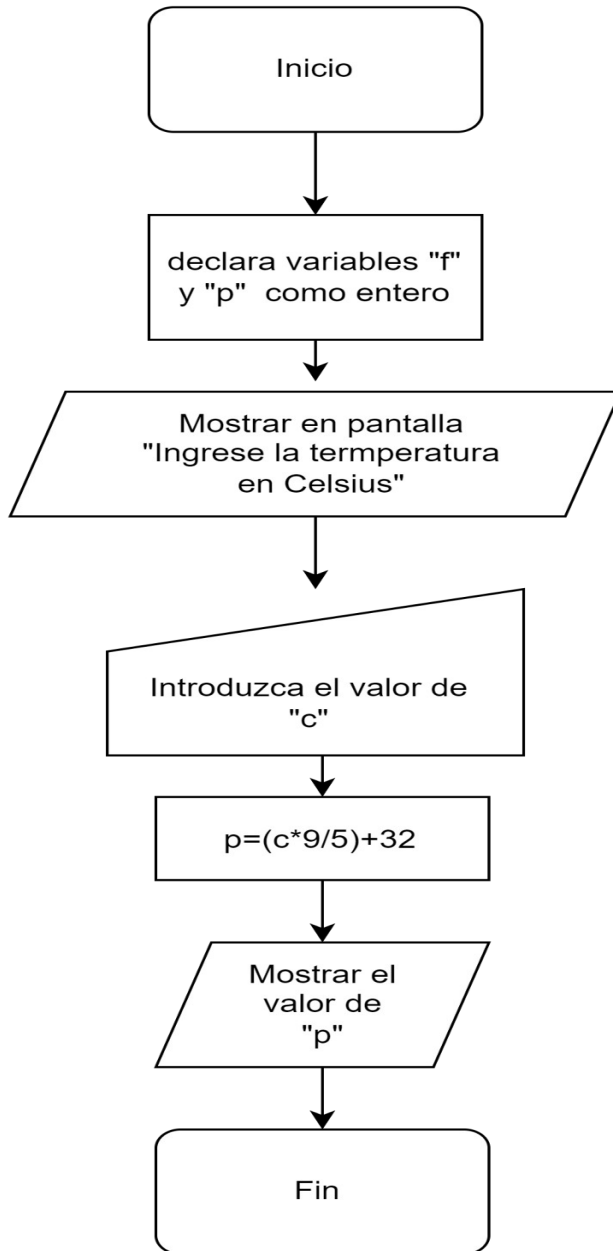 Inicio
declara variables "f"
y "p" como entero
Mostrar en pantalla
"Ingrese la termperatura
en Celsius"
Introduzca el valor de
"c"
p=(c*9/5)+32
Mostrar el
valor de
"p"
Fin